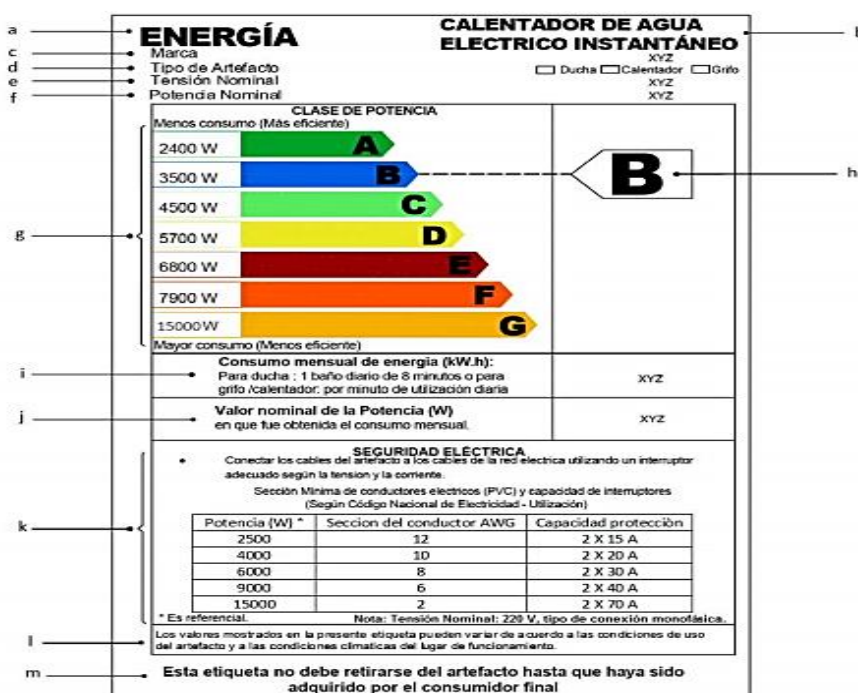 a
ENERGÍA
CALENTADOR DE AGUA
ELECTRICO INSTANTÁNEO
c
Marca
XYZ
d
Tipo de Artefacto
Ducha Calentador Grifo
e
Tensión Nominal
XYZ
f
Potencia Nominal
XYZ
CLASE DE POTENCIA
Menos consumo (Más eficiente)
2400 W A
3500 W B
B
h
4500 W C
g
5700 W D
6800 W E
7900 W F
15000 W G
Mayor consumo (Menos eficiente)
i
Consumo mensual de energia (kW.h):
Para ducha : 1 baño diario de 8 minutos o para
grifo /calentador: por minuto de utilización diaria
XYZ
j
Valor nominal de la Potencia (W)
en que fue obtenida el consumo mensual.
XYZ
k
SEGURIDAD ELÉCTRICA
• Conectar los cables del artefacto a los cables de la red electrica utilizando un interruptor
adecuado según la tension y la corriente.
Sección Minima de conductores electricos (PVC) y capacidad de interruptores
(Según Código Nacional de Electricidad - Utilización)
Potencia (W) * Seccion del conductor AWG Capacidad protecciòn
2500 12 2 X 15 A
4000 10 2 X 20 A
6000 8 2 X 30 A
9000 6 2 X 40 A
15000 2 2 X 70 A
* Es referencial. Nota: Tensión Nominal: 220 V, tipo de conexión monofásica.
l
Los valores mostrados en la presente etiqueta pueden variar de acuerdo a las condiciones de uso
del artefacto y a las condiciones climaticas del lugar de funcionamiento.
m
Esta etiqueta no debe retirarse del artefacto hasta que haya sido
adquirido por el consumidor final